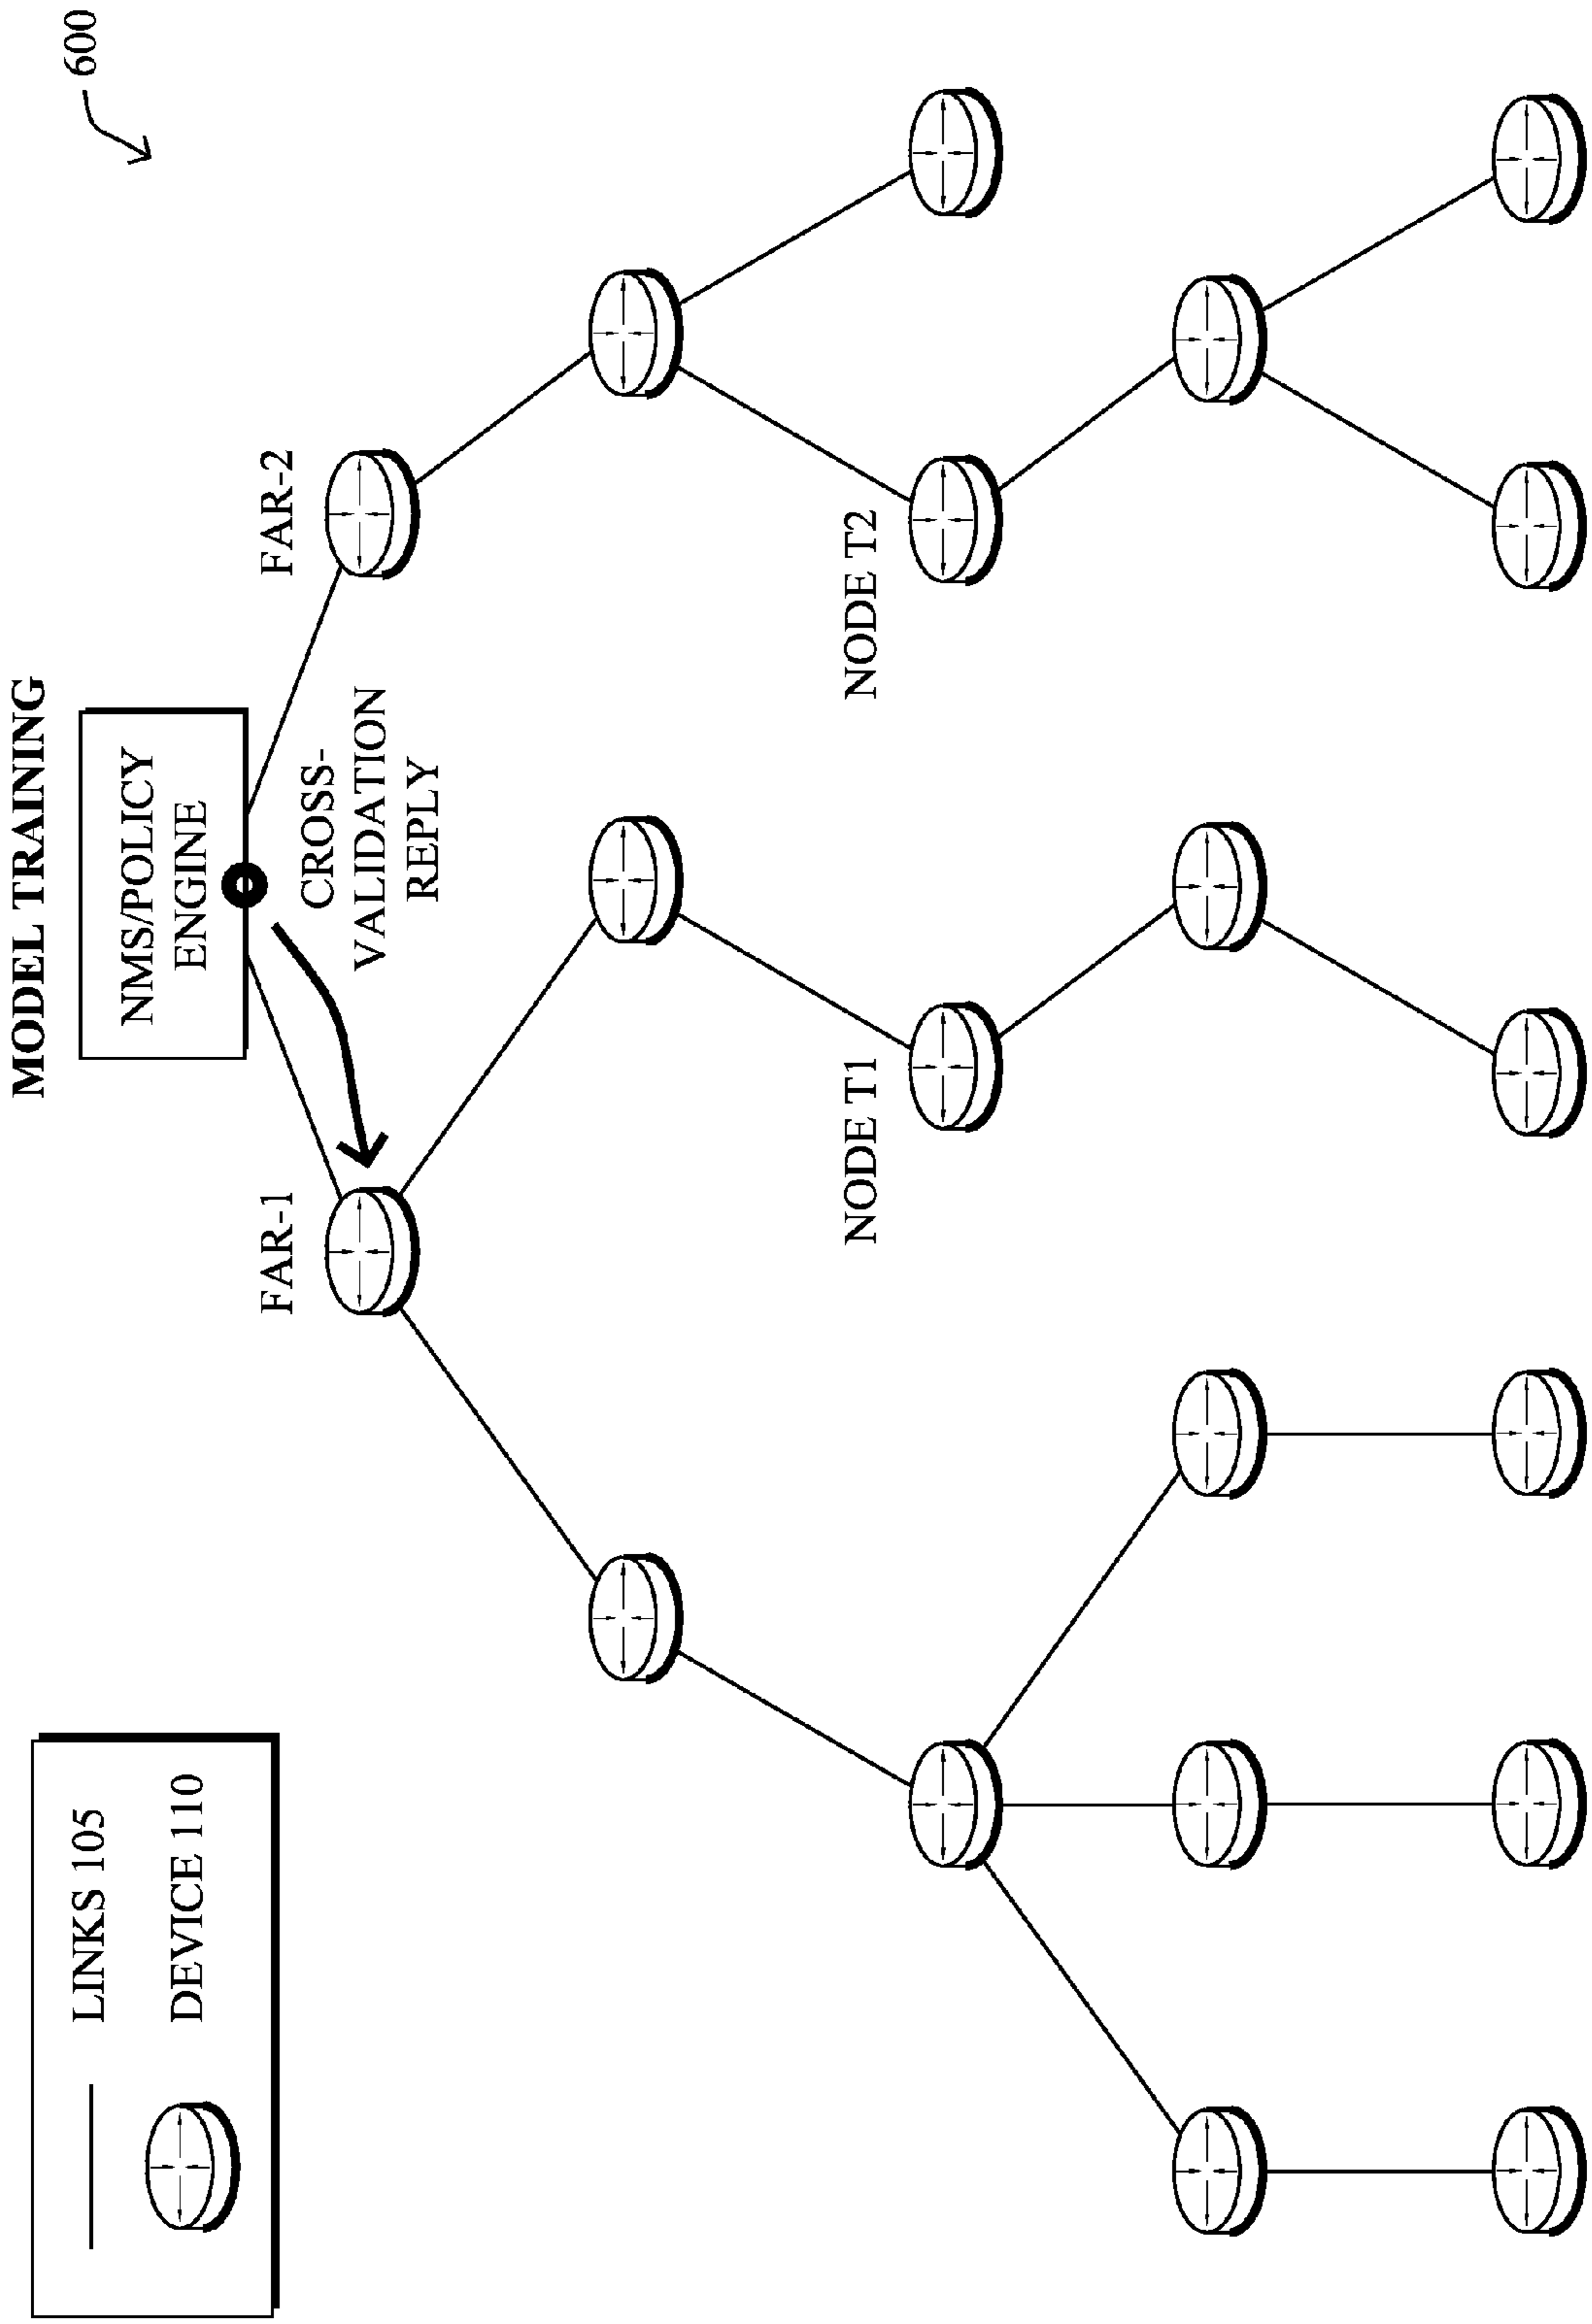 LINKS 105
DEVICE 110
MODEL TRAINING
NMS/POLICY
ENGINE
600
FAR-1
CROSS-
VALIDATION
REPLY
FAR-2
NODE T1
NODE T2